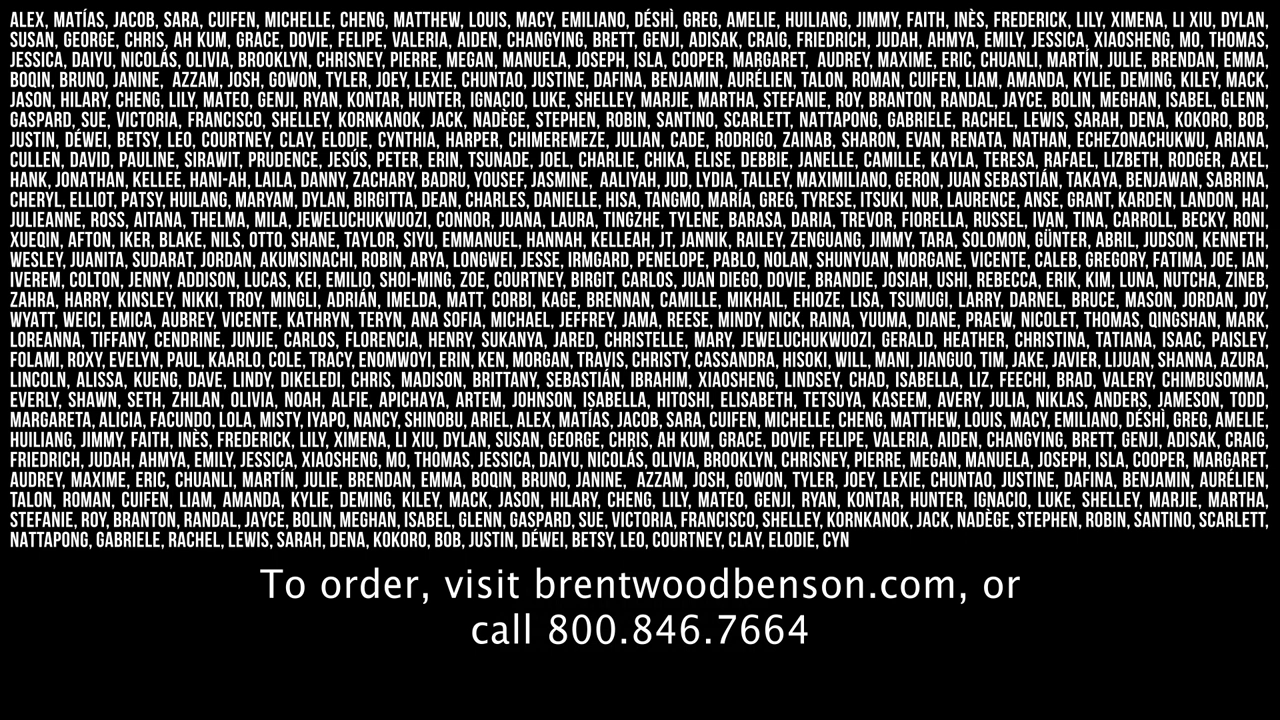 ALEX, MATÍAS, JACOB, SARA, CUIFEN, MICHELLE, CHENG, MATTHEW, LOUIS, MACY, EMILIANO, DÉSHÌ, GREG, AMELIE, HUILIANG, JIMMY, FAITH, INÈS, FREDERICK, LILY, XIMENA, LI XIU, DYLAN,
SUSAN, GEORGE, CHRIS, AH KUM, GRACE, DOVIE, FELIPE, VALERIA, AIDEN, CHANGYING, BRETT, GENJI, ADISAK, CRAIG, FRIEDRICH, JUDAH, AHMYA, EMILY, JESSICA, XIAOSHENG, MO, THOMAS,
JESSICA, DAIYU, NICOLÁS, OLIVIA, BROOKLYN, CHRISNEY, PIERRE, MEGAN, MANUELA, JOSEPH, ISLA, COOPER, MARGARET, AUDREY, MAXIME, ERIC, CHUANLI, MARTÍN, JULIE, BRENDAN, EMMA,
BOQIN, BRUNO, JANINE, AZZAM, JOSH, GOWON, TYLER, JOEY, LEXIE, CHUNTAO, JUSTINE, DAFINA, BENJAMIN, AURÉLIEN, TALON, ROMAN, CUIFEN, LIAM, AMANDA, KYLIE, DEMING, KILEY, MACK,
JASON, HILARY, CHENG, LILY, MATEO, GENJI, RYAN, KONTAR, HUNTER, IGNACIO, LUKE, SHELLEY, MARJIE, MARTHA, STEFANIE, ROY, BRANTON, RANDAL, JAYCE, BOLIN, MEGHAN, ISABEL, GLENN,
GASPARD, SUE, VICTORIA, FRANCISCO, SHELLEY, KORNKANOK, JACK, NADÈGE, STEPHEN, ROBIN, SANTINO, SCARLETT, NATTAPONG, GABRIELE, RACHEL, LEWIS, SARAH, DENA, KOKORO, BOB,
JUSTIN, DÉWEI, BETSY, LEO, COURTNEY, CLAY, ELODIE, CYNTHIA, HARPER, CHIMEREMEZE, JULIAN, CADE, RODRIGO, ZAINAB, SHARON, EVAN, RENATA, NATHAN, ECHEZONACHUKWU, ARIANA,
CULLEN, DAVID, PAULINE, SIRAWIT, PRUDENCE, JESÚS, PETER, ERIN, TSUNADE, JOEL, CHARLIE, CHIKA, ELISE, DEBBIE, JANELLE, CAMILLE, KAYLA, TERESA, RAFAEL, LIZBETH, RODGER, AXEL,
HANK, JONATHAN, KELLEE, HANI-AH, LAILA, DANNY, ZACHARY, BADRU, YOUSEF, JASMINE, AALIYAH, JUD, LYDIA, TALLEY, MAXIMILIANO, GERON, JUAN SEBASTIÁN, TAKAYA, BENJAWAN, SABRINA,
CHERYL, ELLIOT, PATSY, HUILANG, MARYAM, DYLAN, BIRGITTA, DEAN, CHARLES, DANIELLE, HISA, TANGMO, MARÍA, GREG, TYRESE, ITSUKI, NUR, LAURENCE, ANSE, GRANT, KARDEN, LANDON, HAI,
JULIEANNE, ROSS, AITANA, THELMA, MILA, JEWELUCHUKWUOZI, CONNOR, JUANA, LAURA, TINGZHE, TYLENE, BARASA, DARIA, TREVOR, FIORELLA, RUSSEL, IVAN, TINA, CARROLL, BECKY, RONI,
XUEQIN, AFTON, IKER, BLAKE, NILS, OTTO, SHANE, TAYLOR, SIYU, EMMANUEL, HANNAH, KELLEAH, JT, JANNIK, RAILEY, ZENGUANG, JIMMY, TARA, SOLOMON, GÜNTER, ABRIL, JUDSON, KENNETH,
WESLEY, JUANITA, SUDARAT, JORDAN, AKUMSINACHI, ROBIN, ARYA, LONGWEI, JESSE, IRMGARD, PENELOPE, PABLO, NOLAN, SHUNYUAN, MORGANE, VICENTE, CALEB, GREGORY, FATIMA, JOE, IAN,
IVEREM, COLTON, JENNY, ADDISON, LUCAS, KEI, EMILIO, SHOI-MING, ZOE, COURTNEY, BIRGIT, CARLOS, JUAN DIEGO, DOVIE, BRANDIE, JOSIAH, USHI, REBECCA, ERIK, KIM, LUNA, NUTCHA, ZINEB,
ZAHRA, HARRY, KINSLEY, NIKKI, TROY, MINGLI, ADRIÁN, IMELDA, MATT, CORBI, KAGE, BRENNAN, CAMILLE, MIKHAIL, EHIOZE, LISA, TSUMUGI, LARRY, DARNEL, BRUCE, MASON, JORDAN, JOY,
WYATT, WEICI, EMICA, AUBREY, VICENTE, KATHRYN, TERYN, ANA SOFIA, MICHAEL, JEFFREY, JAMA, REESE, MINDY, NICK, RAINA, YUUMA, DIANE, PRAEW, NICOLET, THOMAS, QINGSHAN, MARK,
LOREANNA, TIFFANY, CENDRINE, JUNJIE, CARLOS, FLORENCIA, HENRY, SUKANYA, JARED, CHRISTELLE, MARY, JEWELUCHUKWUOZI, GERALD, HEATHER, CHRISTINA, TATIANA, ISAAC, PAISLEY,
FOLAMI, ROXY, EVELYN, PAUL, KAARLO, COLE, TRACY, ENOMWOYI, ERIN, KEN, MORGAN, TRAVIS, CHRISTY, CASSANDRA, HISOKI, WILL, MANI, JIANGUO, TIM, JAKE, JAVIER, LIJUAN, SHANNA, AZURA,
LINCOLN, ALISSA, KUENG, DAVE, LINDY, DIKELEDI, CHRIS, MADISON, BRITTANY, SEBASTIÁN, IBRAHIM, XIAOSHENG, LINDSEY, CHAD, ISABELLA, LIZ, FEECHI, BRAD, VALERY, CHIMBUSOMMA,
EVERLY, SHAWN, SETH, ZHILAN, OLIVIA, NOAH, ALFIE, APICHAYA, ARTEM, JOHNSON, ISABELLA, HITOSHI, ELISABETH, TETSUYA, KASEEM, AVERY, JULIA, NIKLAS, ANDERS, JAMESON, TODD,
MARGARETA, ALICIA, FACUNDO, LOLA, MISTY, IYAPO, NANCY, SHINOBU, ARIEL, ALEX, MATÍAS, JACOB, SARA, CUIFEN, MICHELLE, CHENG, MATTHEW, LOUIS, MACY, EMILIANO, DÉSHÌ, GREG, AMELIE,
HUILIANG, JIMMY, FAITH, INÈS, FREDERICK, LILY, XIMENA, LI XIU, DYLAN, SUSAN, GEORGE, CHRIS, AH KUM, GRACE, DOVIE, FELIPE, VALERIA, AIDEN, CHANGYING, BRETT, GENJI, ADISAK, CRAIG,
FRIEDRICH, JUDAH, AHMYA, EMILY, JESSICA, XIAOSHENG, MO, THOMAS, JESSICA, DAIYU, NICOLÁS, OLIVIA, BROOKLYN, CHRISNEY, PIERRE, MEGAN, MANUELA, JOSEPH, ISLA, COOPER, MARGARET,
AUDREY, MAXIME, ERIC, CHUANLI, MARTÍN, JULIE, BRENDAN, EMMA, BOQIN, BRUNO, JANINE, AZZAM, JOSH, GOWON, TYLER, JOEY, LEXIE, CHUNTAO, JUSTINE, DAFINA, BENJAMIN, AURÉLIEN,
TALON, ROMAN, CUIFEN, LIAM, AMANDA, KYLIE, DEMING, KILEY, MACK, JASON, HILARY, CHENG, LILY, MATEO, GENJI, RYAN, KONTAR, HUNTER, IGNACIO, LUKE, SHELLEY, MARJIE, MARTHA,
STEFANIE, ROY, BRANTON, RANDAL, JAYCE, BOLIN, MEGHAN, ISABEL, GLENN, GASPARD, SUE, VICTORIA, FRANCISCO, SHELLEY, KORNKANOK, JACK, NADÈGE, STEPHEN, ROBIN, SANTINO, SCARLETT,
NATTAPONG, GABRIELE, RACHEL, LEWIS, SARAH, DENA, KOKORO, BOB, JUSTIN, DÉWEI, BETSY, LEO, COURTNEY, CLAY, ELODIE, CYN
To order, visit brentwoodbenson.com, or
call 800.846.7664